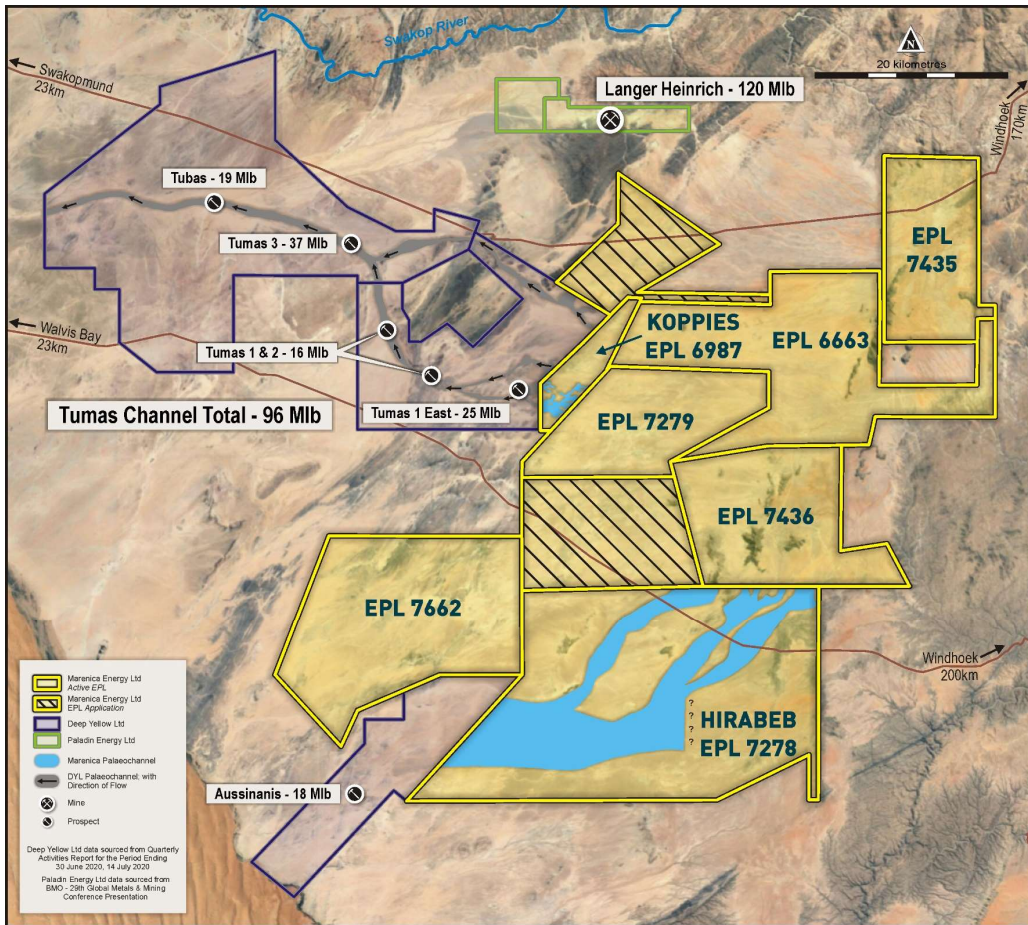 Swakop River
N
20 kilometres
Swakopmund
23km
Langer Heinrich - 120 Mlb
Windhoek
170km
Tubas - 19 Mlb
Tumas 3 - 37 Mlb
EPL
7435
Walvis Bay
23km
KOPPIES
EPL 6987
EPL 6663
Tumas 1 & 2 - 16 Mlb
Tumas Channel Total - 96 Mlb
Tumas 1 East - 25 Mlb
EPL 7279
EPL 7436
EPL 7662
Windhoek
200km
?
?
?
?
HIRABEB
EPL 7278
Aussinanis - 18 Mlb
Marenica Energy Ltd
Active EPL
Marenica Energy Ltd
EPL Application
Deep Yellow Ltd
Paladin Energy Ltd
Marenica Palaeochannel
DYL Palaeochannel: with
Direction of Flow
Mine
Prospect
Deep Yellow Ltd data sourced from Quarterly
Activities Report for the Period Ending
30 June 2020, 14 July 2020
Paladin Energy Ltd data sourced from
BMO - 29th Global Metals & Mining
Conference Presentation